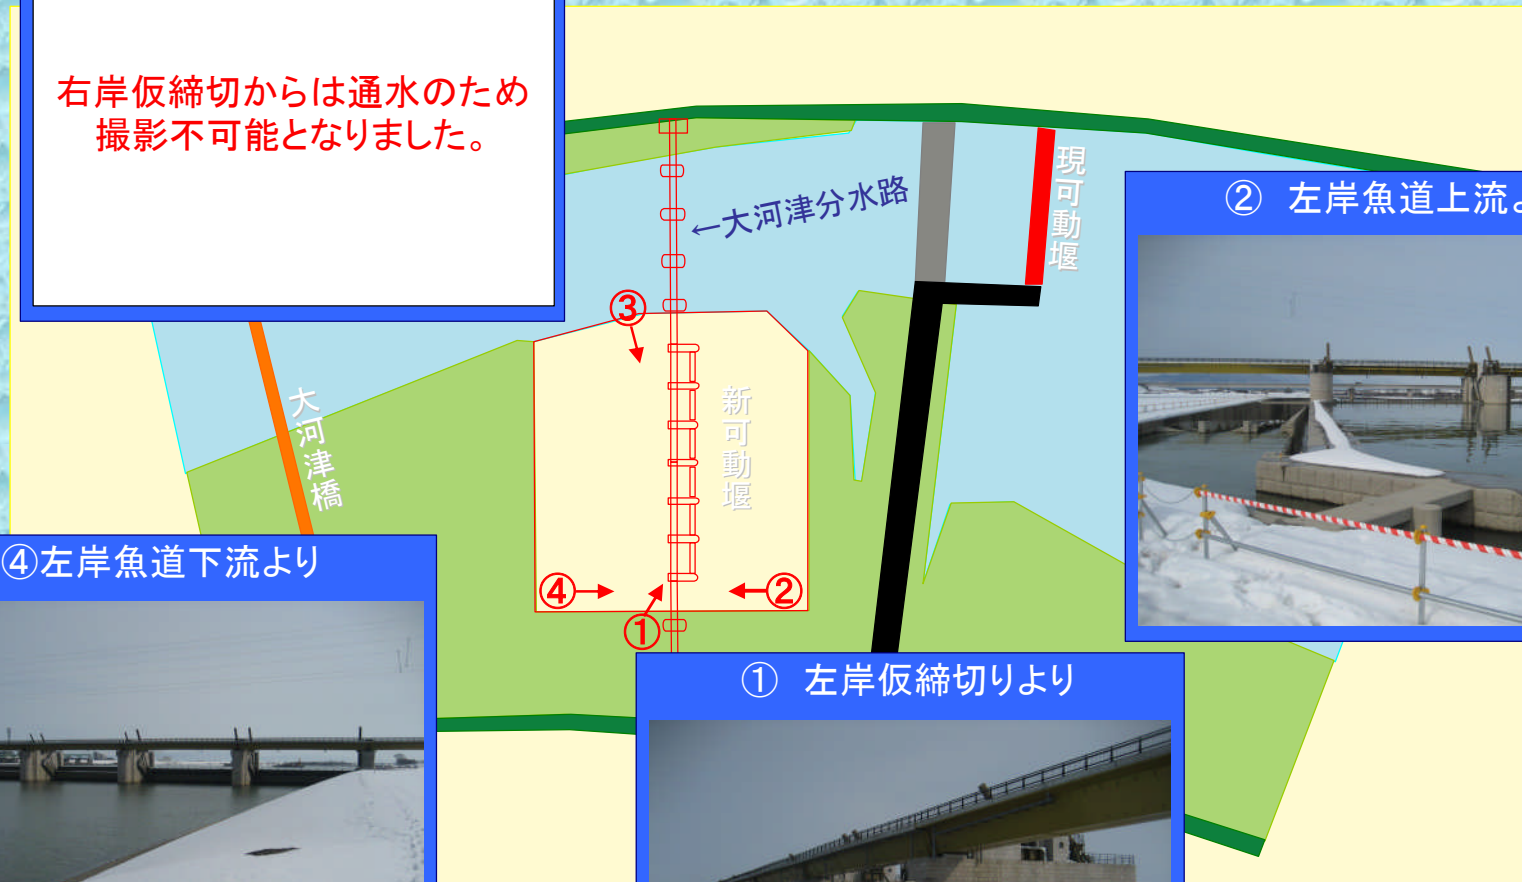 右岸仮締切からは通水のため
撮影不可能となりました。
現可動堰
←大河津分水路
② 左岸魚道上流よ
③
新可動堰
大河津橋
④左岸魚道下流より
④
②
①
① 左岸仮締切りより